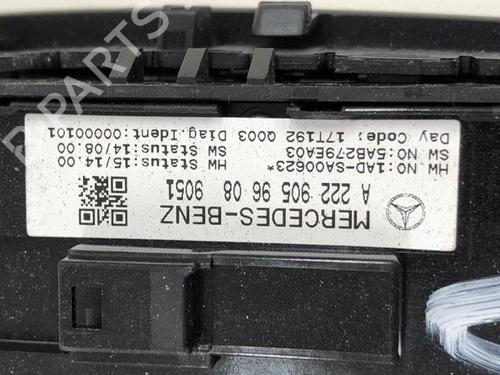 MERCEDES-BENZ
A 222 905 96 08 9051
HW NO:1AD-SA00623*
HW Status:15/14.00
SW NO:5AB279EA03
SW Status:14/08.00
Day Code: 177192 Q003 Diag.Ident:00000101
B PARTS